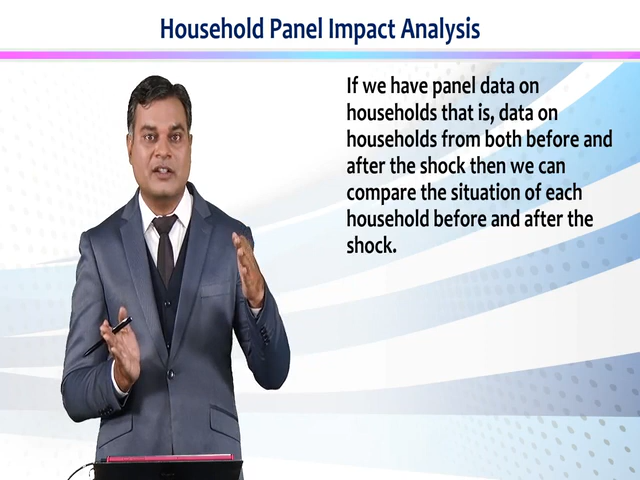 Household Panel Impact Analysis
If we have panel data on
households that is, data on
households from both before and
after the shock then we can
compare the situation of each
household before and after the
shock.